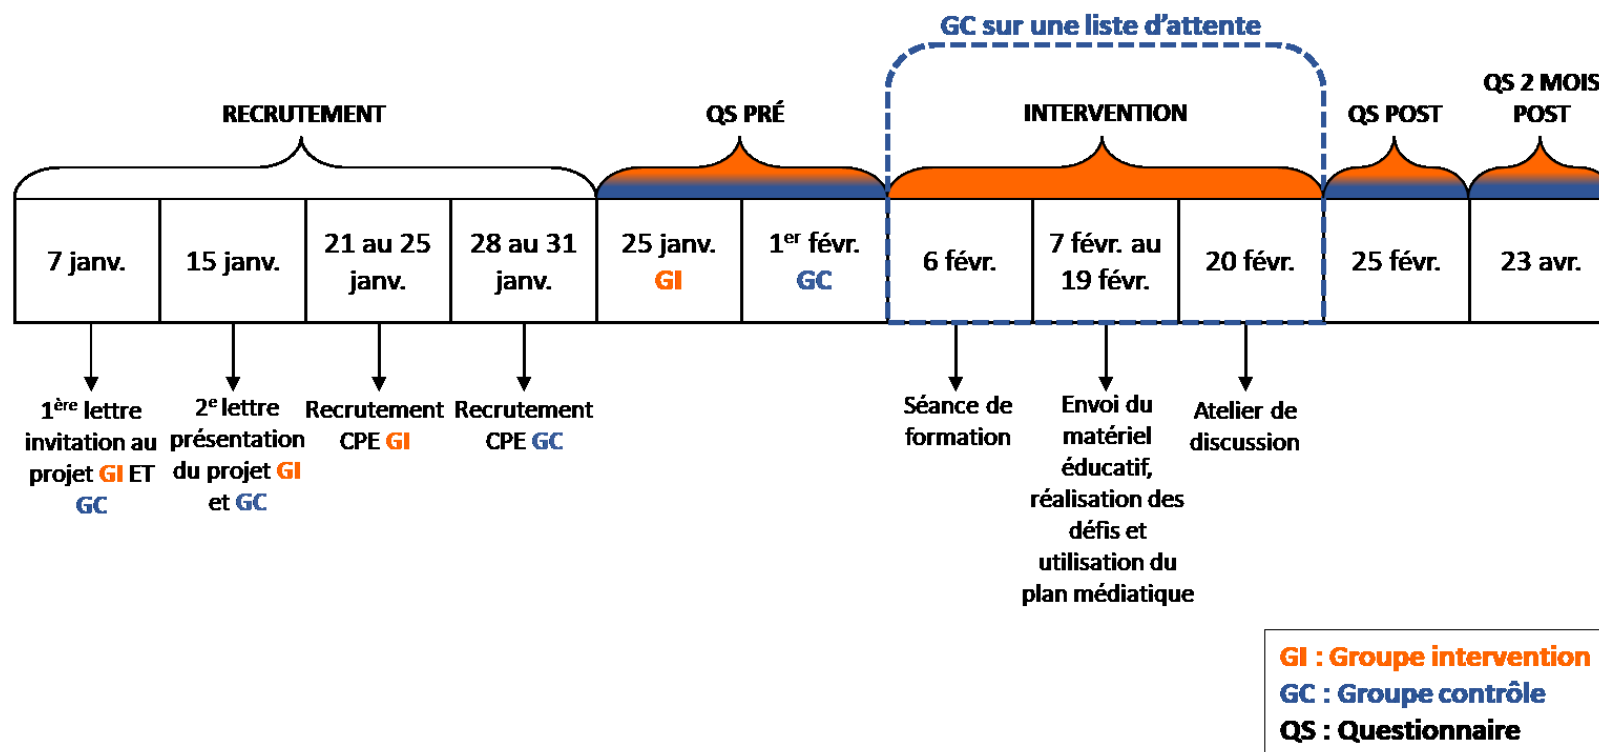 GC sur une liste d'attente
RECRUTEMENT
QS PRÉ
INTERVENTION
QS POST
QS 2 MOIS
POST
7 janv.
15 janv.
21 au 25
janv.
28 au 31
janv.
25 janv.
GI
1er févr.
GC
6 févr.
7 févr. au
19 févr.
20 févr.
25 févr.
23 avr.
1ère lettre
invitation au
projet GI ET
GC
2e lettre
présentation
du projet GI
et GC
Recrutement
CPE GI
Recrutement
CPE GC
Séance de
formation
Envoi du
matériel
éducatif,
réalisation des
défis et
utilisation du
plan médiatique
Atelier de
discussion
GI : Groupe intervention
GC : Groupe contrôle
QS : Questionnaire